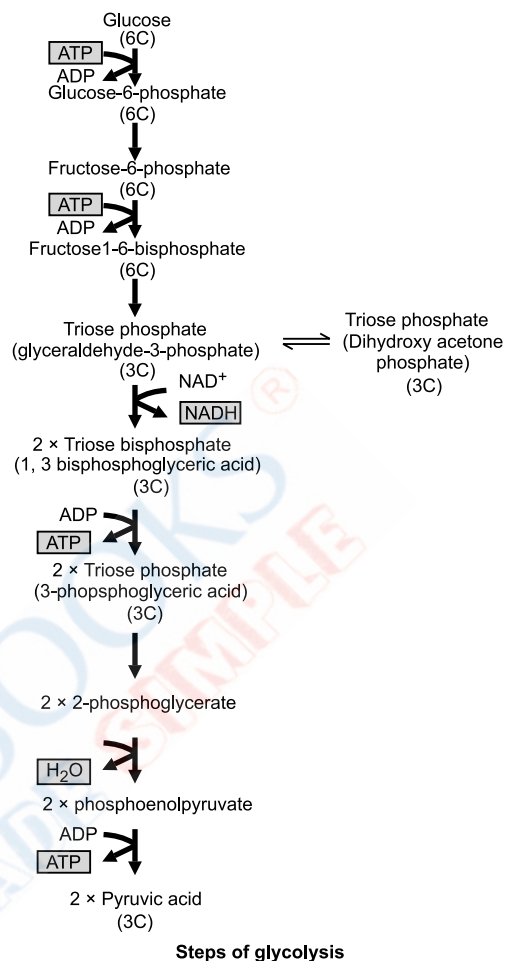 Glucose
(6C)
ATP
ADP
Glucose-6-phosphate
(6C)
Fructose-6-phosphate
(6C)
ATP
ADP
Fructose1-6-bisphosphate
(6C)
Triose phosphate
(glyceraldehyde-3-phosphate)
(3C)
Triose phosphate
(Dihydroxy acetone
phosphate)
(3C)
NAD⁺
NADH
2 × Triose bisphosphate
(1, 3 bisphosphoglyceric acid)
(3C)
ADP
ATP
2 × Triose phosphate
(3-phopsphoglyceric acid)
(3C)
2 × 2-phosphoglycerate
H₂O
2 × phosphoenolpyruvate
ADP
ATP
2 × Pyruvic acid
(3C)
Steps of glycolysis
OOKS ®
ADE SIMPLE